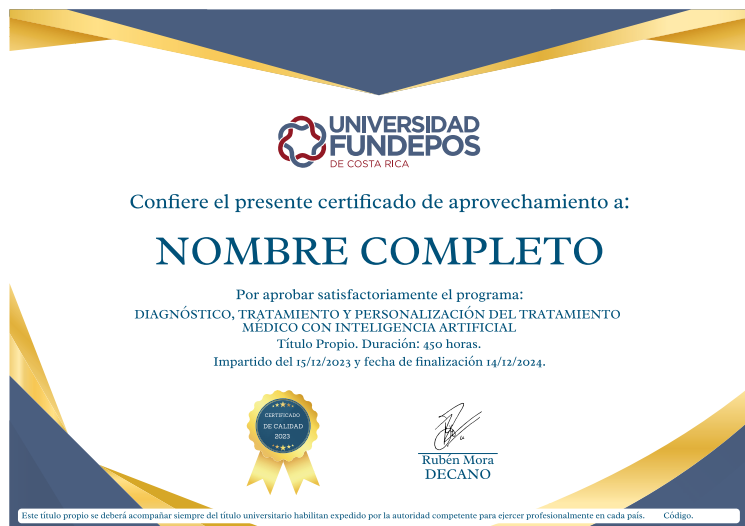 UNIVERSIDAD
FUNDEPOS
DE COSTA RICA
Confiere el presente certificado de aprovechamiento a:
NOMBRE COMPLETO
Por aprobar satisfactoriamente el programa:
DIAGNÓSTICO, TRATAMIENTO Y PERSONALIZACIÓN DEL TRATAMIENTO
MÉDICO CON INTELIGENCIA ARTIFICIAL
Título Propio. Duración: 450 horas.
Impartido del 15/12/2023 y fecha de finalización 14/12/2024.
CERTIFICADO
DE CALIDAD
2023
Rubén Mora
DECANO
Este título propio se deberá acompañar siempre del título universitario habilitan expedido por la autoridad competente para ejercer profesionalmente en cada país. Código.